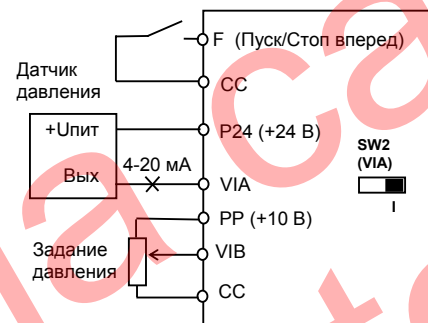 F (Пуск/Стоп вперед)
CC
Датчик
давления
+Uпит
P24 (+24 В)
SW2
(VIA)
Вых
4-20 мА
VIA
I
PP (+10 В)
Задание
давления
VIB
CC